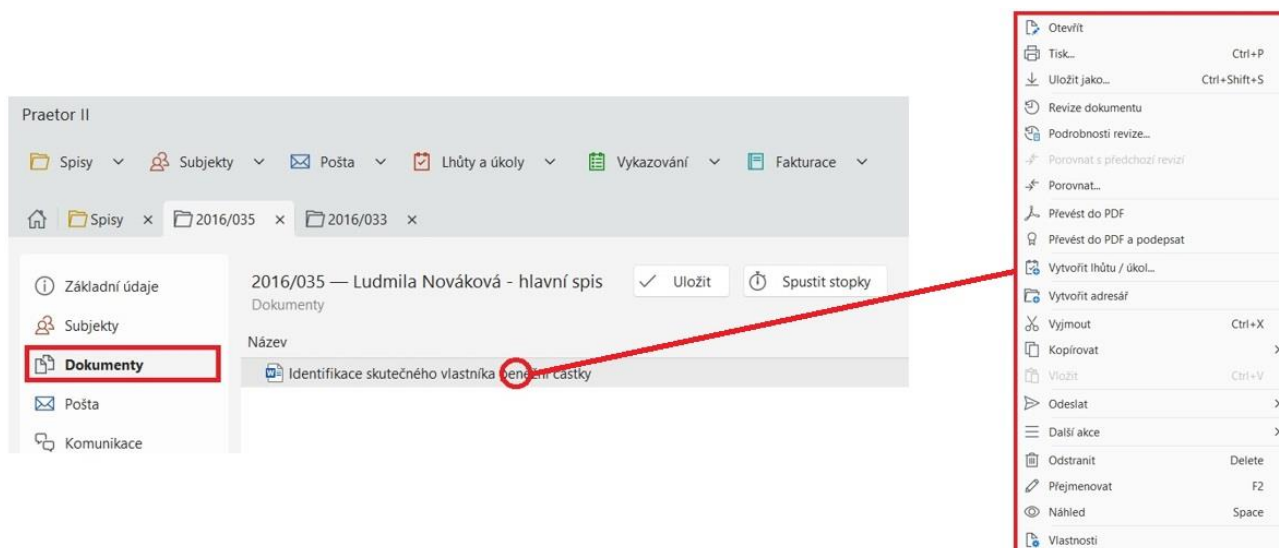 Praetor II
Spisy Subjekty Pošta Lhůty a úkoly Vykazování Fakturace
Spisy × 2016/035 × 2016/033 ×
Základní údaje
Subjekty
Dokumenty
Pošta
Komunikace
2016/035 — Ludmila Nováková - hlavní spis
Uložit
Spustit stopky
Dokumenty
Název
Identifikace skutečného vlastníka peněžní částky
Otevřít
Tisk... Ctrl+P
Uložit jako... Ctrl+Shift+S
Revize dokumentu
Podrobnosti revize...
Porovnat s předchozí revizí
Porovnat...
Převést do PDF
Převést do PDF a podepsat
Vytvořit lhůtu / úkol...
Vytvořit adresář
Vyjmout Ctrl+X
Kopírovat
Vložit Ctrl+V
Odeslat
Další akce
Odstranit Delete
Přejmenovat F2
Náhled Space
Vlastnosti